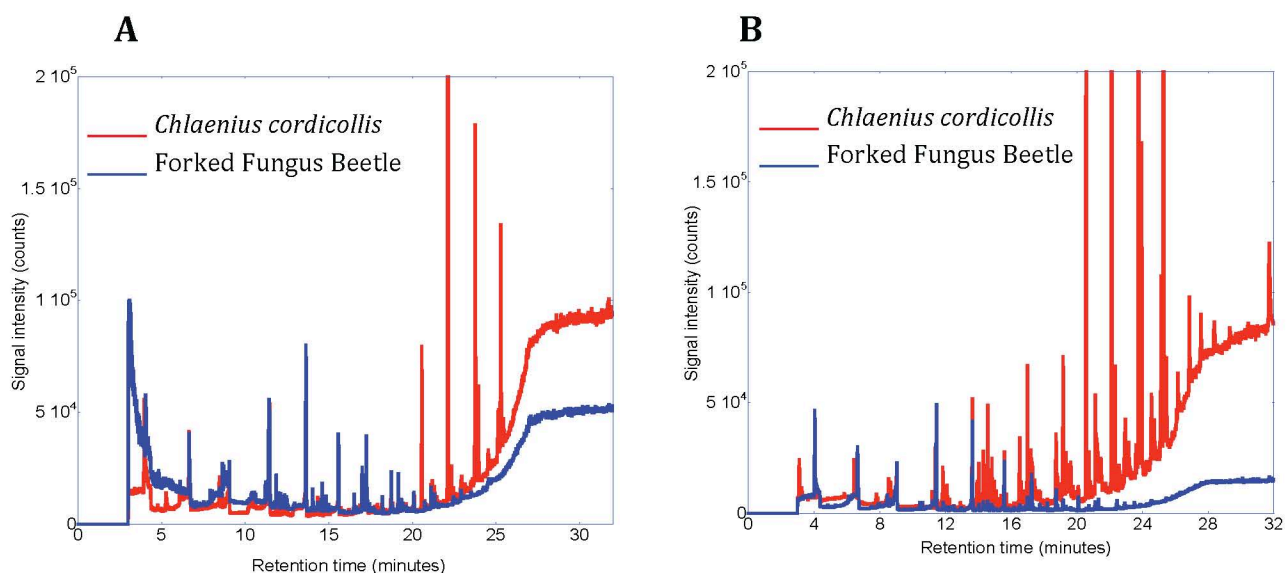 A
2 10⁵
Chlaenius cordicollis
Forked Fungus Beetle
1.5 10⁵
1 10⁵
5 10⁴
0
Signal intensity (counts)
0 5 10 15 20 25 30
Retention time (minutes)
B
2 10⁵
Chlaenius cordicollis
Forked Fungus Beetle
1.5 10⁵
1 10⁵
5 10⁴
0
Signal intensity (counts)
0 4 8 12 16 20 24 28 32
Retention time (minutes)